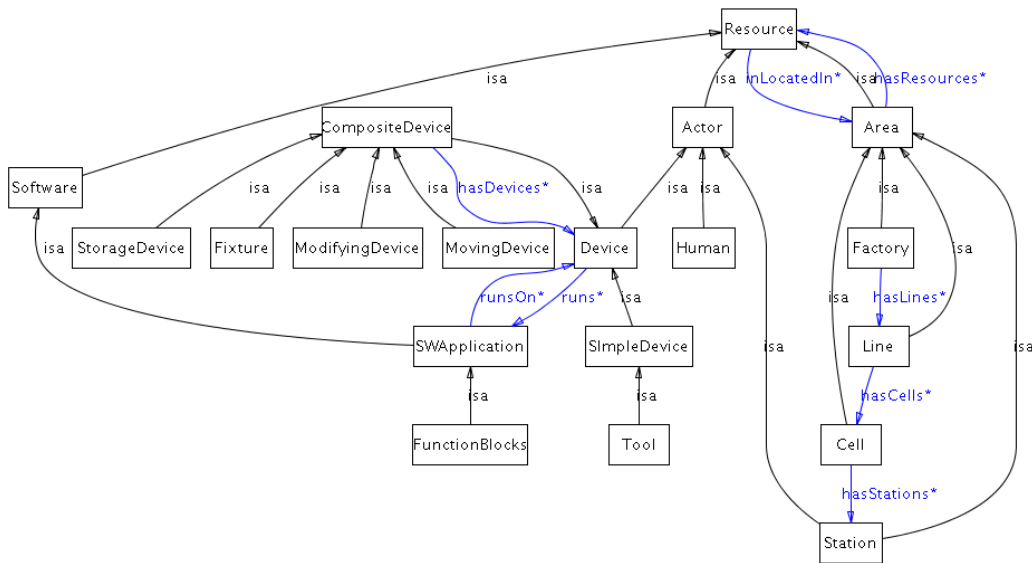 Resource
isa
inLocatedIn*
isa
hasResources*
isa
CompositeDevice
Actor
Area
Software
isa
isa
isa
isa
hasDevices*
isa
isa
isa
isa
isa
StorageDevice
Fixture
ModifyingDevice
MovingDevice
Device
Human
Factory
isa
isa
isa
runsOn*
runs*
isa
hasLines*
SWApplication
SImpleDevice
isa
Line
isa
isa
isa
hasCells*
FunctionBlocks
Tool
Cell
hasStations*
Station